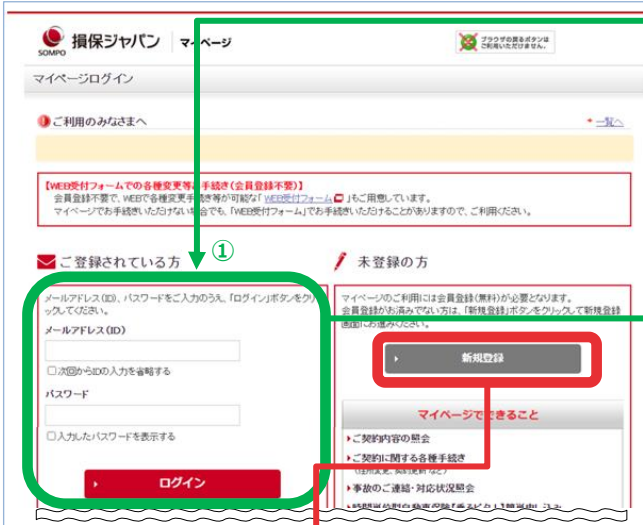 損保ジャパン マイページ
SOMPO
ブラウザの戻るボタンは
ご利用いただけません。
マイページログイン
ご利用のみなさまへ
一覧へ
【WEB受付フォームでの各種変更等お手続き(会員登録不要)】
会員登録不要で、WEBで各種変更手続き等が可能な「WEB受付フォーム」もご用意しています。
マイページでお手続きいただけない場合でも、「WEB受付フォーム」でお手続きいただけることがありますので、ご利用ください。
ご登録されている方
①
メールアドレス(ID)、パスワードをご入力のうえ、「ログイン」ボタンをクリ
ックしてください。
メールアドレス(ID)
次回からIDの入力を省略する
パスワード
入力したパスワードを表示する
ログイン
未登録の方
マイページのご利用には会員登録(無料)が必要となります。
会員登録がお済みでない方は、「新規登録」ボタンをクリックして新規登録
画面にお進みください。
新規登録
マイページでできること
ご契約内容の照会
ご契約に関する各種手続き
(住所変更、契約更新 など)
事故のご連絡・対応状況照会